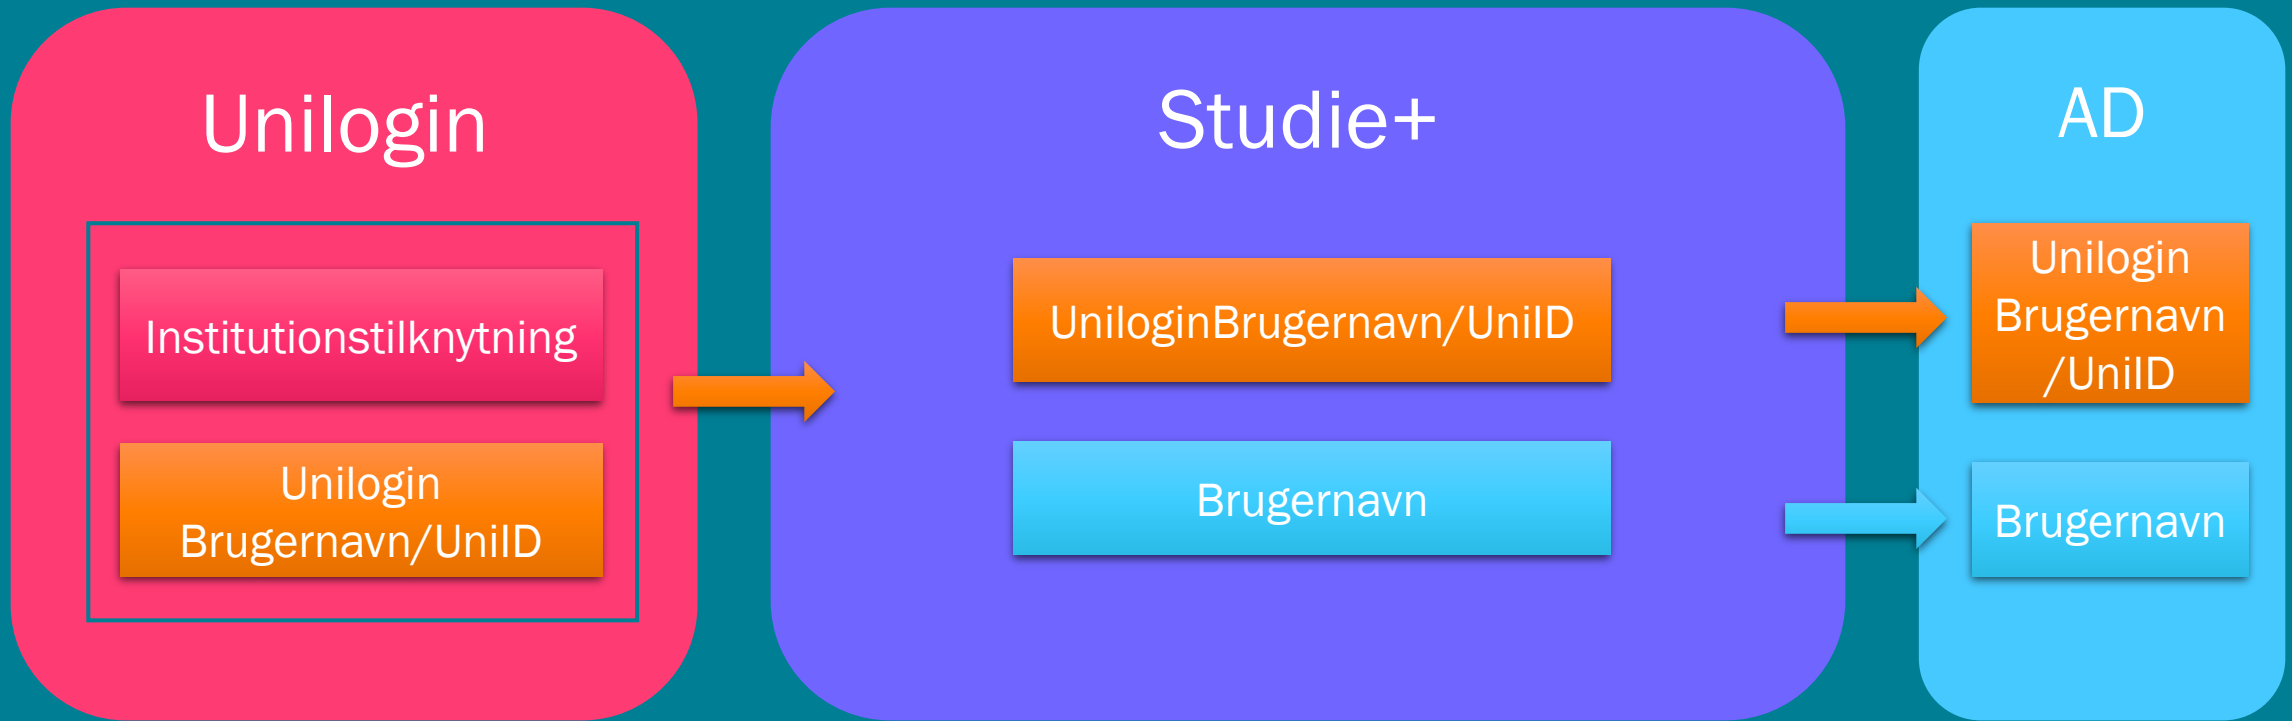 Unilogin
Institutionstilknytning
Unilogin
Brugernavn/UniID
Studie+
UniloginBrugernavn/UniID
Brugernavn
AD
Unilogin
Brugernavn
/UniID
Brugernavn